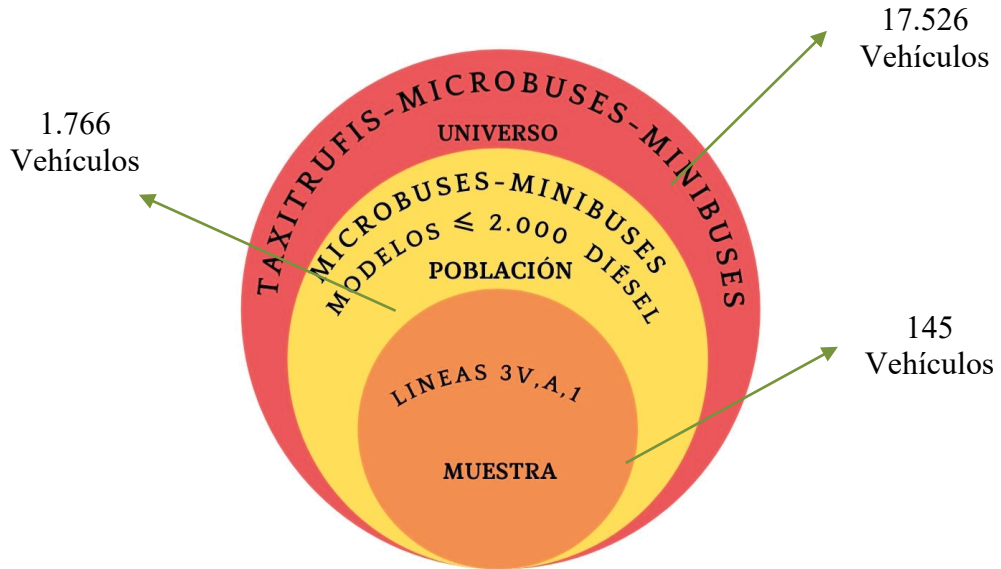 17.526
Vehículos
TAXITRUFIS-MICROBUSES-MINIBUSES
UNIVERSO
1.766
Vehículos
MICROBUSES-MINIBUSES
MODELOS ≤ 2.000 DIÉSEL
POBLACIÓN
145
Vehículos
LINEAS 3V,A,1
MUESTRA